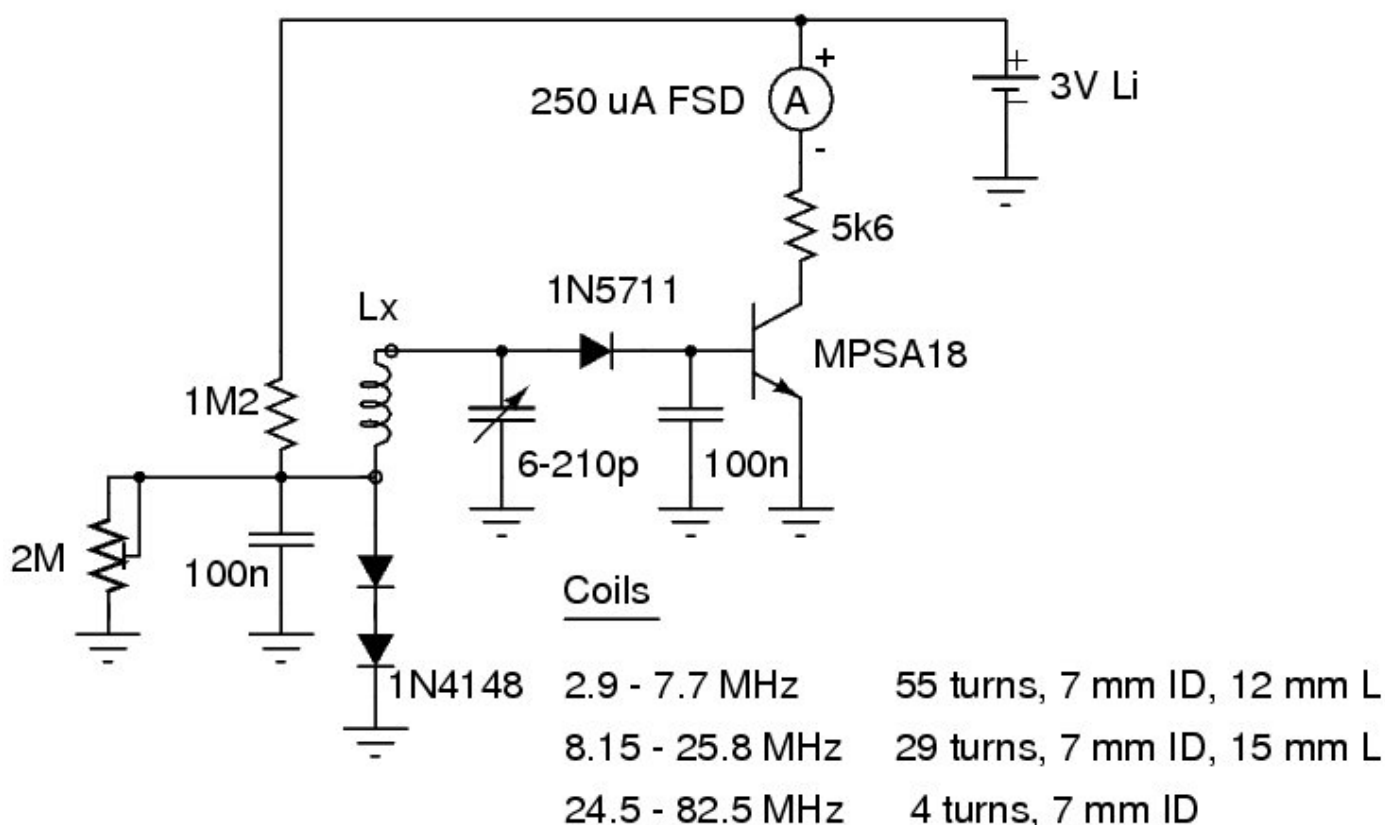 +
250 uA FSD
A
-
+
-
3V Li
5k6
1N5711
Lx
MPSA18
1M2
6-210p
100n
2M
100n
1N4148
Coils
2.9 - 7.7 MHz 55 turns, 7 mm ID, 12 mm L
8.15 - 25.8 MHz 29 turns, 7 mm ID, 15 mm L
24.5 - 82.5 MHz 4 turns, 7 mm ID